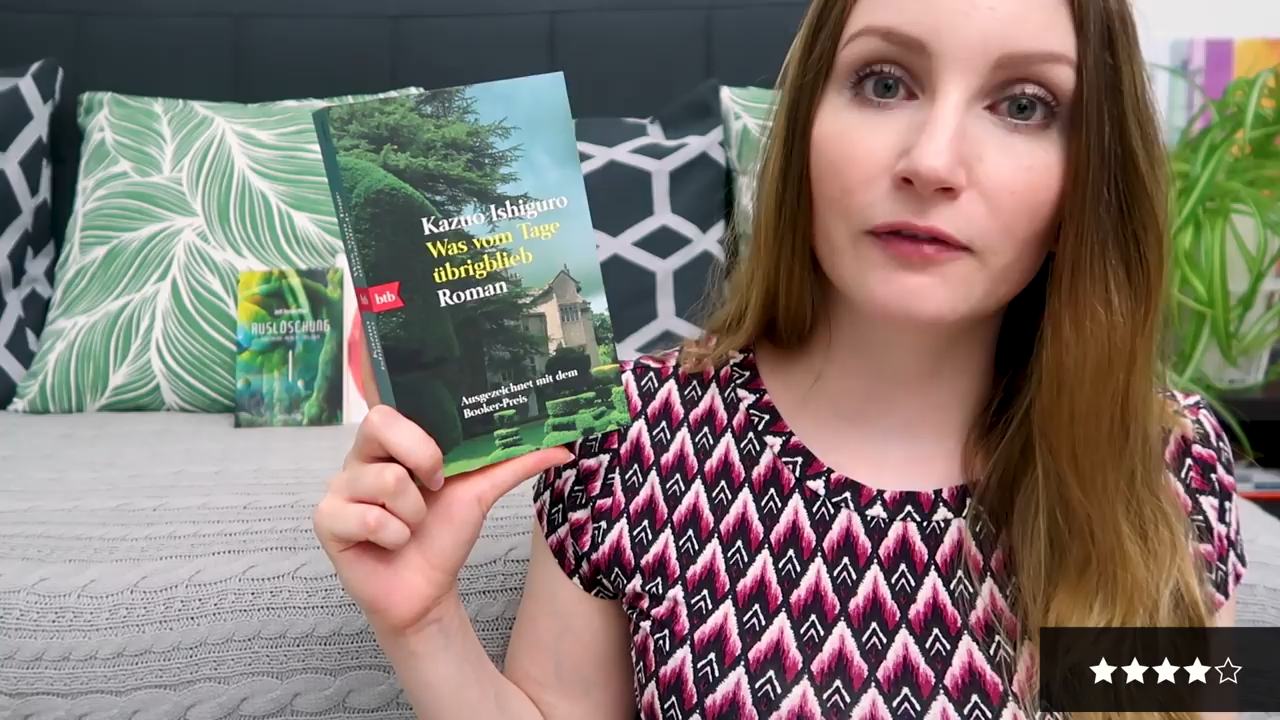 Kazuo Ishiguro
Was vom Tage
übrigblieb
Roman
btb
Ausgezeichnet mit dem
Booker-Preis
AUSLÖSCHUNG